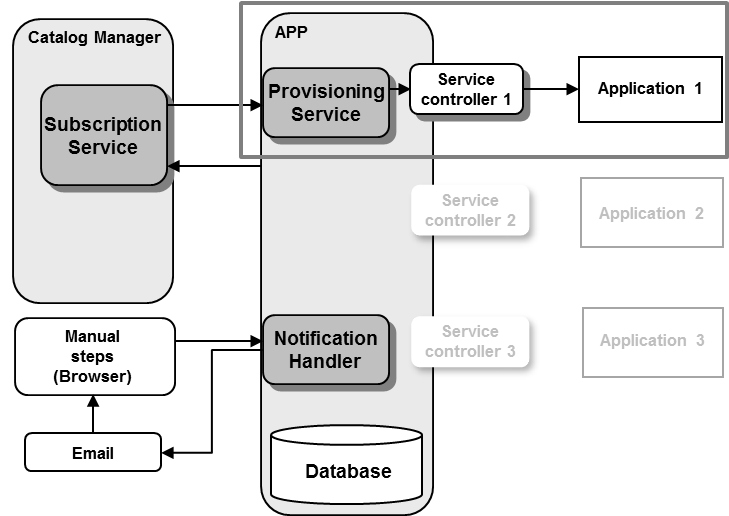 Catalog Manager
APP
Subscription
Service
Provisioning
Service
Service
controller 1
Application 1
Service
controller 2
Application 2
Manual
steps
(Browser)
Notification
Handler
Service
controller 3
Application 3
Email
Database